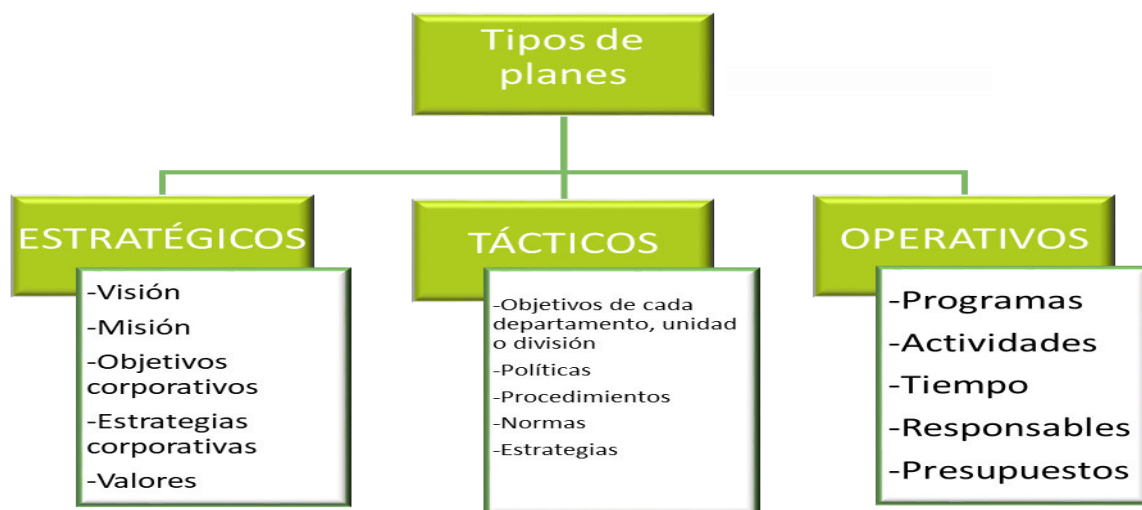 Tipos de
planes
ESTRATÉGICOS
-Visión
-Misión
-Objetivos
corporativos
-Estrategias
corporativas
-Valores
TÁCTICOS
-Objetivos de cada
departamento, unidad
o división
-Políticas
-Procedimientos
-Normas
-Estrategias
OPERATIVOS
-Programas
-Actividades
-Tiempo
-Responsables
-Presupuestos